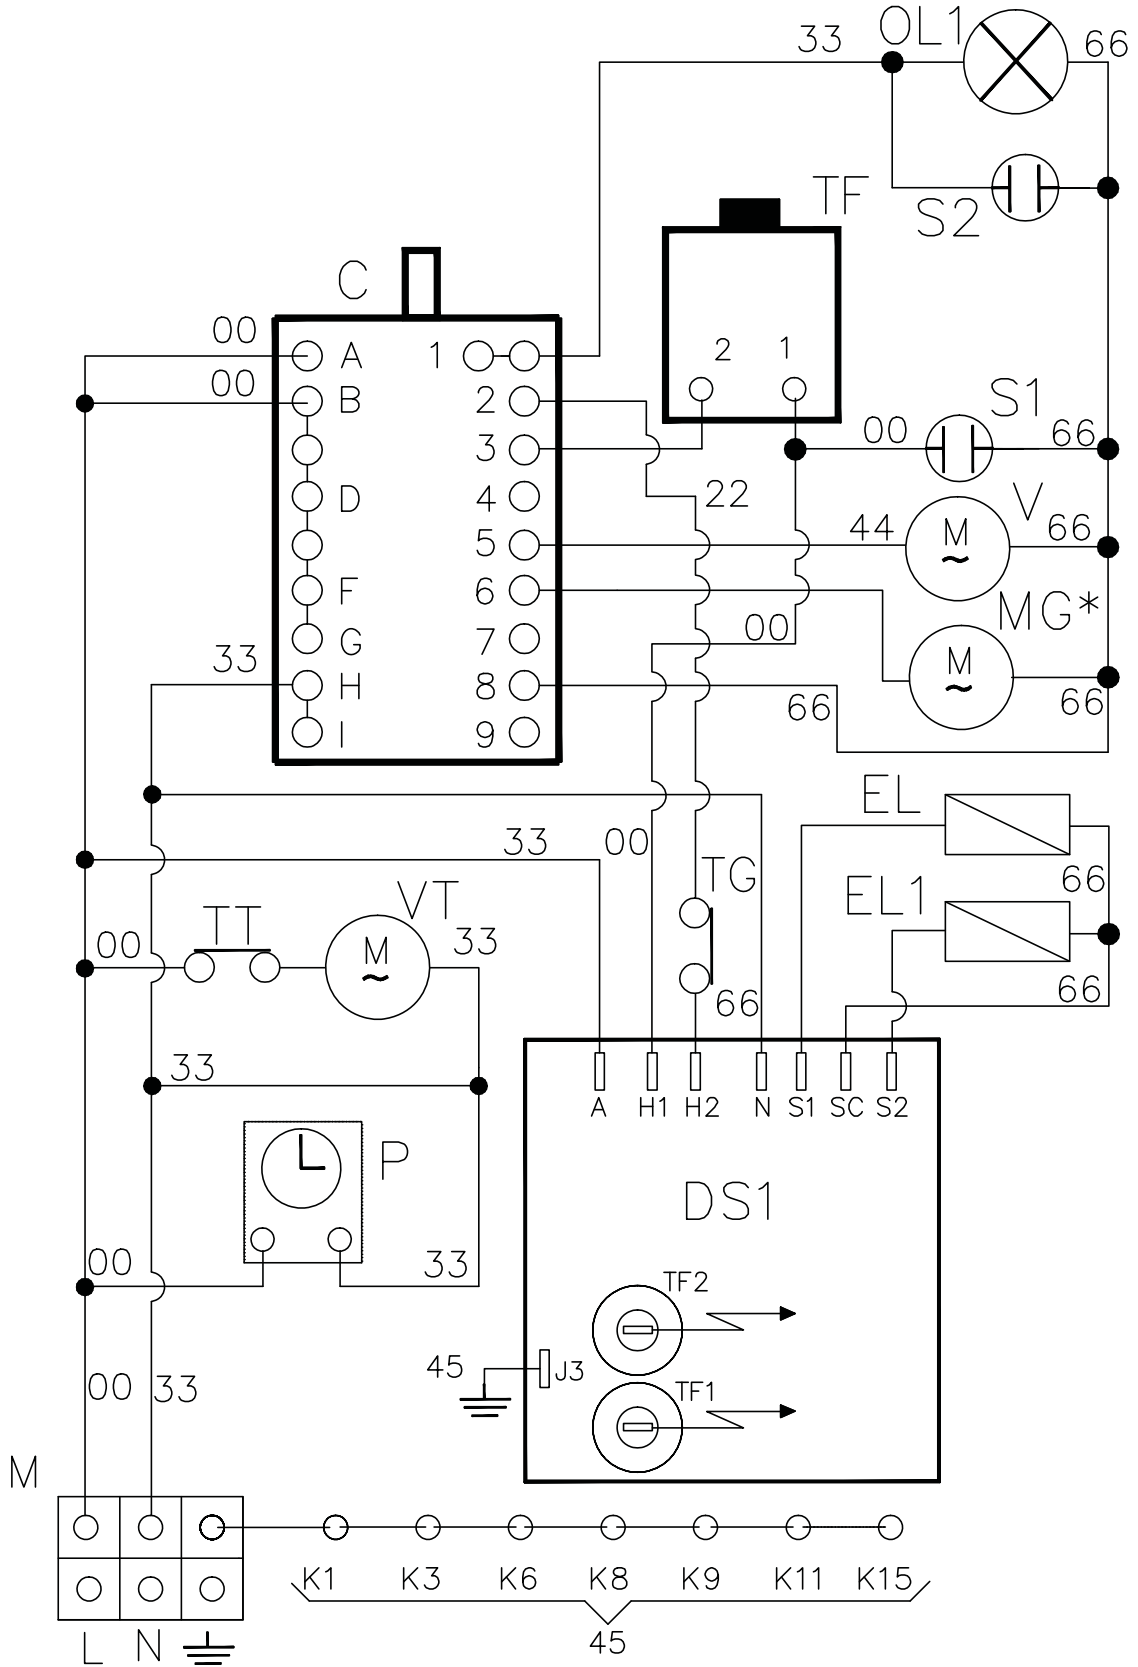 33
OL1
66
TF
S2
C
00
A
1
2
1
00
B
2
S1
00
66
3
D
4
22
V
44
M
66
5
F
6
MG*
00
G
7
M
33
H
8
66
66
I
9
EL
33
00
TG
66
VT
EL1
TT
00
M
33
66
66
33
A
H1
H2
N
S1
SC
S2
P
DS1
00
33
TF2
45
J3
00
33
TF1
M
K1
K3
K6
K8
K9
K11
K15
L
N
45